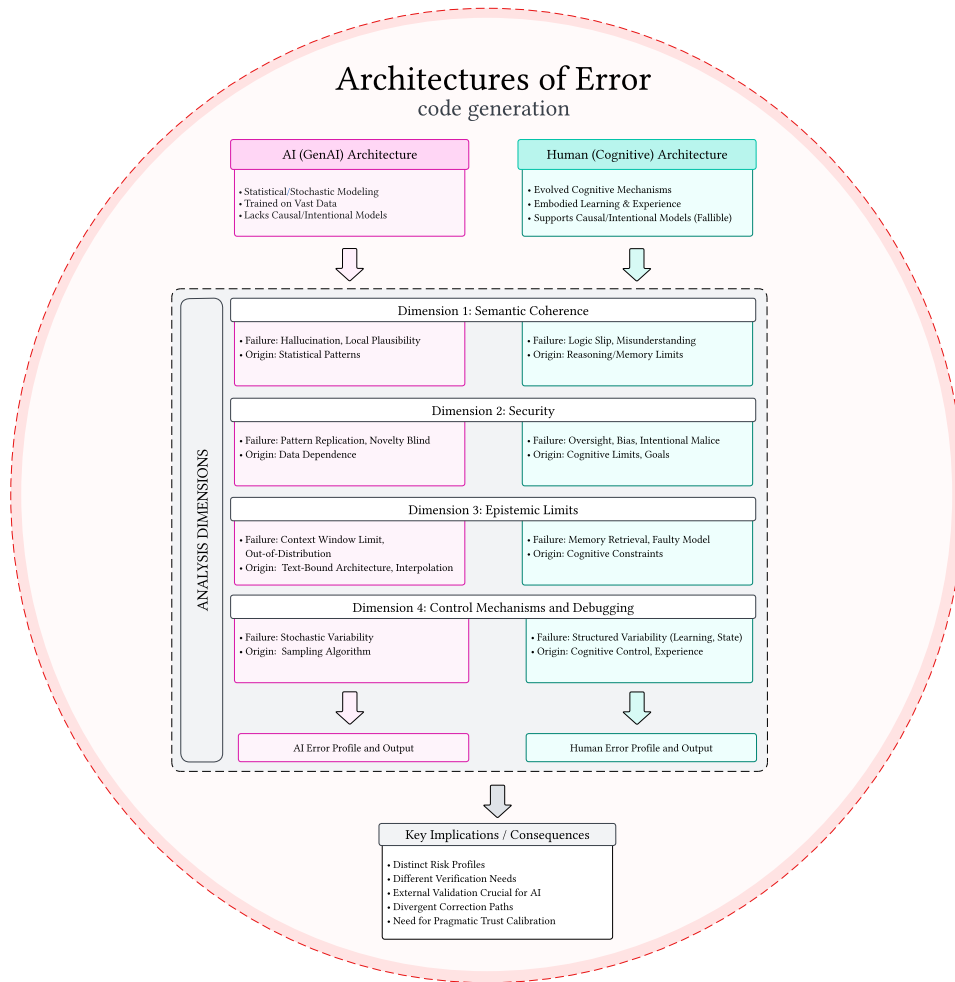 Architectures of Error
code generation
AI (GenAI) Architecture
• Statistical/Stochastic Modeling
• Trained on Vast Data
• Lacks Causal/Intentional Models
Human (Cognitive) Architecture
• Evolved Cognitive Mechanisms
• Embodied Learning & Experience
• Supports Causal/Intentional Models (Fallible)
ANALYSIS DIMENSIONS
Dimension 1: Semantic Coherence
• Failure: Hallucination, Local Plausibility
• Origin: Statistical Patterns
• Failure: Logic Slip, Misunderstanding
• Origin: Reasoning/Memory Limits
Dimension 2: Security
• Failure: Pattern Replication, Novelty Blind
• Origin: Data Dependence
• Failure: Oversight, Bias, Intentional Malice
• Origin: Cognitive Limits, Goals
Dimension 3: Epistemic Limits
• Failure: Context Window Limit,
Out-of-Distribution
• Origin: Text-Bound Architecture, Interpolation
• Failure: Memory Retrieval, Faulty Model
• Origin: Cognitive Constraints
Dimension 4: Control Mechanisms and Debugging
• Failure: Stochastic Variability
• Origin: Sampling Algorithm
• Failure: Structured Variability (Learning, State)
• Origin: Cognitive Control, Experience
AI Error Profile and Output
Human Error Profile and Output
Key Implications / Consequences
• Distinct Risk Profiles
• Different Verification Needs
• External Validation Crucial for AI
• Divergent Correction Paths
• Need for Pragmatic Trust Calibration